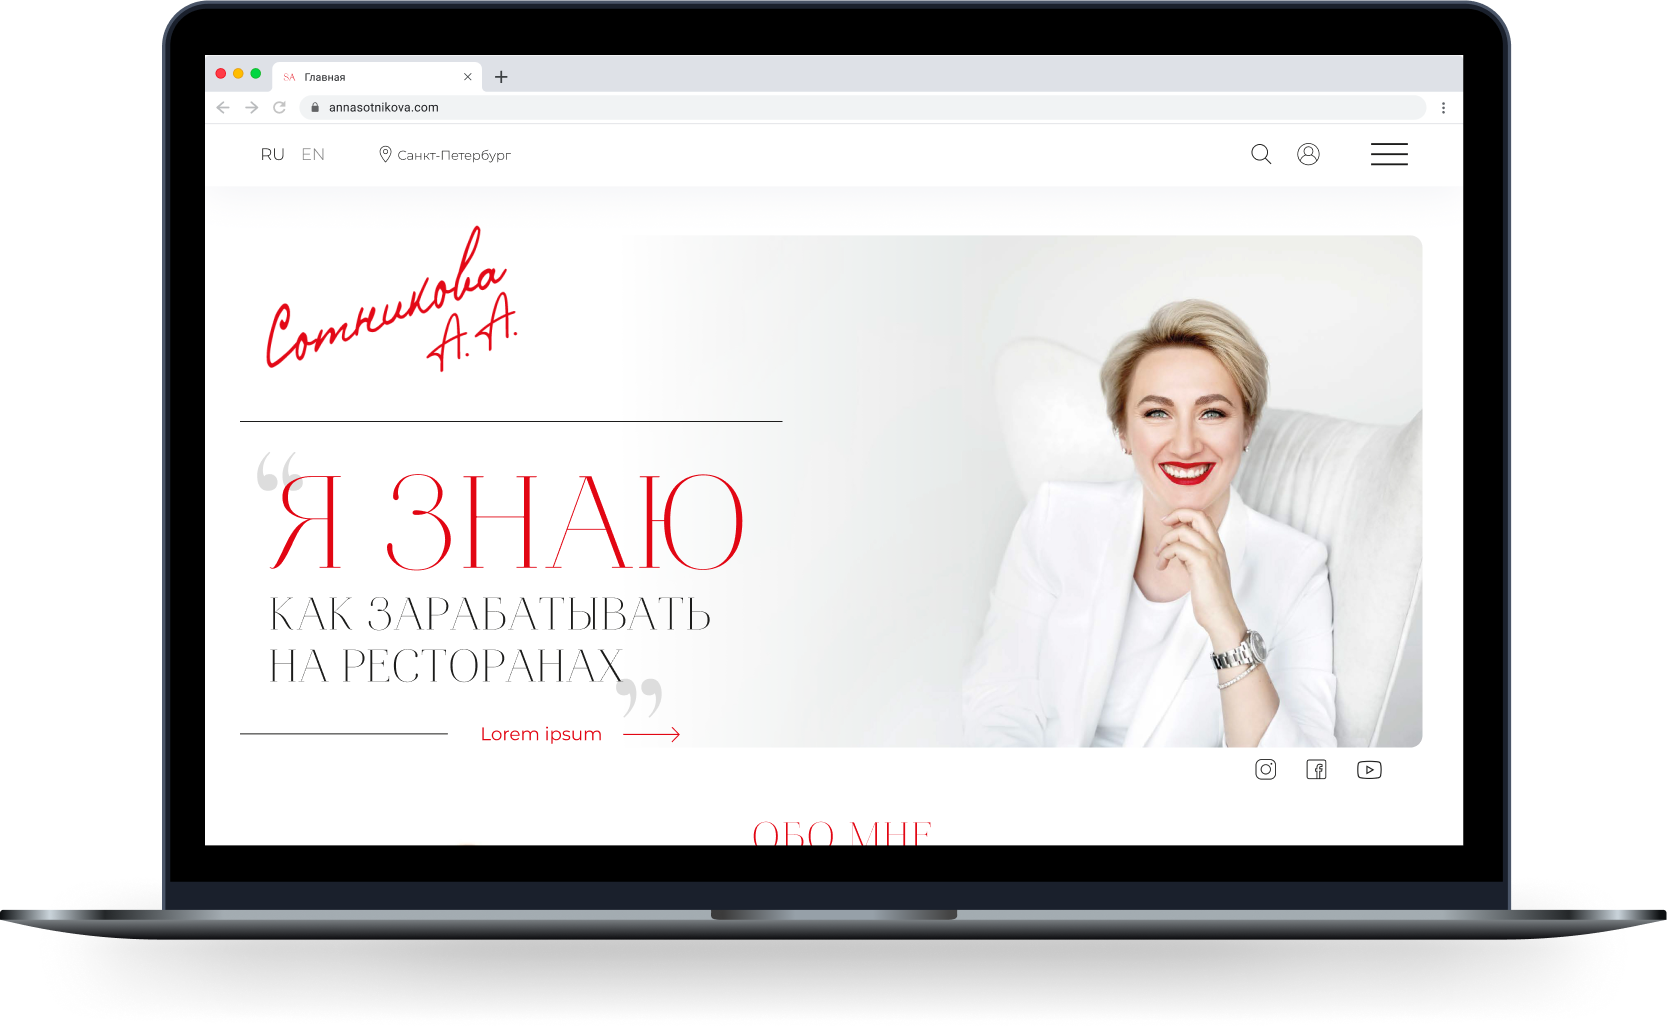 SA Главная
annasotnikova.com
RU EN Санкт-Петербург
Сотникова
А.А.
“Я ЗНАЮ
КАК ЗАРАБАТЫВАТЬ
НА РЕСТОРАНАХ”
Lorem ipsum
ОБО МНЕ